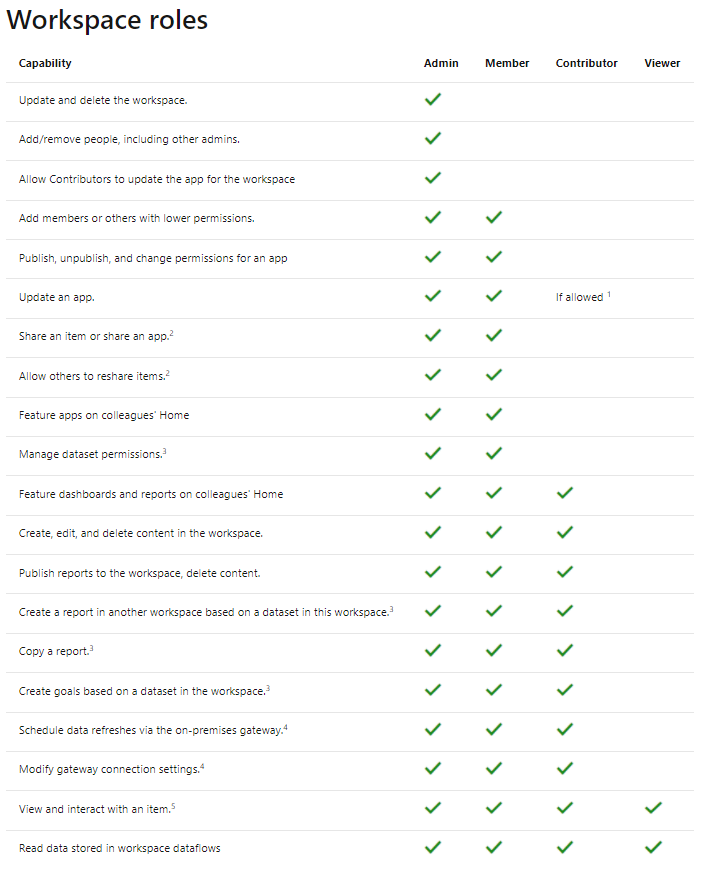 Workspace roles
Capability Admin Member Contributor Viewer
Update and delete the workspace.
Add/remove people, including other admins.
Allow Contributors to update the app for the workspace
Add members or others with lower permissions.
Publish, unpublish, and change permissions for an app
Update an app. If allowed 1
Share an item or share an app.2
Allow others to reshare items.2
Feature apps on colleagues' Home
Manage dataset permissions.3
Feature dashboards and reports on colleagues' Home
Create, edit, and delete content in the workspace.
Publish reports to the workspace, delete content.
Create a report in another workspace based on a dataset in this workspace.3
Copy a report.3
Create goals based on a dataset in the workspace.3
Schedule data refreshes via the on-premises gateway.4
Modify gateway connection settings.4
View and interact with an item.5
Read data stored in workspace dataflows